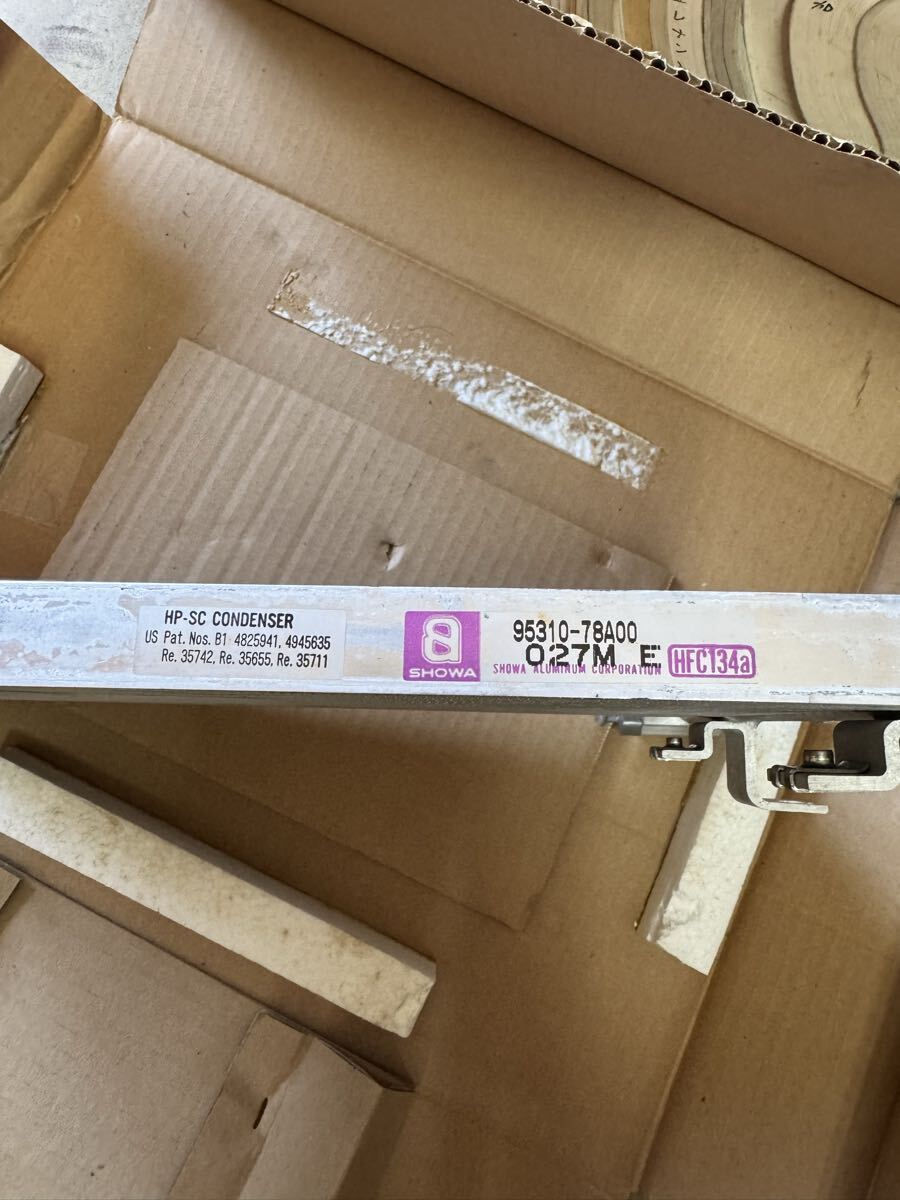 HP-SC CONDENSER
US Pat. Nos. B1 4825941, 4945635
Re. 35742, Re. 35655, Re. 35711
8
SHOWA
95310-78A00
027M E
SHOWA ALUMINUM CORPORATION
HFC134a